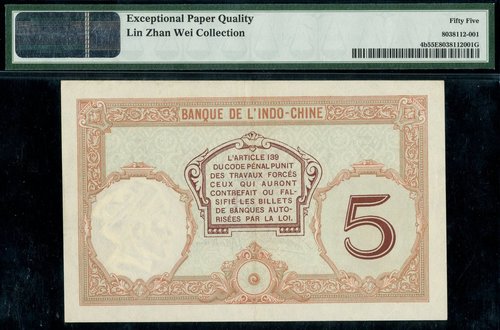 Exceptional Paper Quality
Lin Zhan Wei Collection
Fifty Five
8038112-001
4b55E8038112001G
BANQUE DE L'INDO-CHINE
L'ARTICLE 139
DU CODE PÉNAL PUNIT
DES TRAVAUX FORCÉS
CEUX QUI AURONT
CONTREFAIT OU FAL-
SIFIÉ LES BILLETS
DE BANQUES AUTO-
RISÉES PAR LA LOI.
5